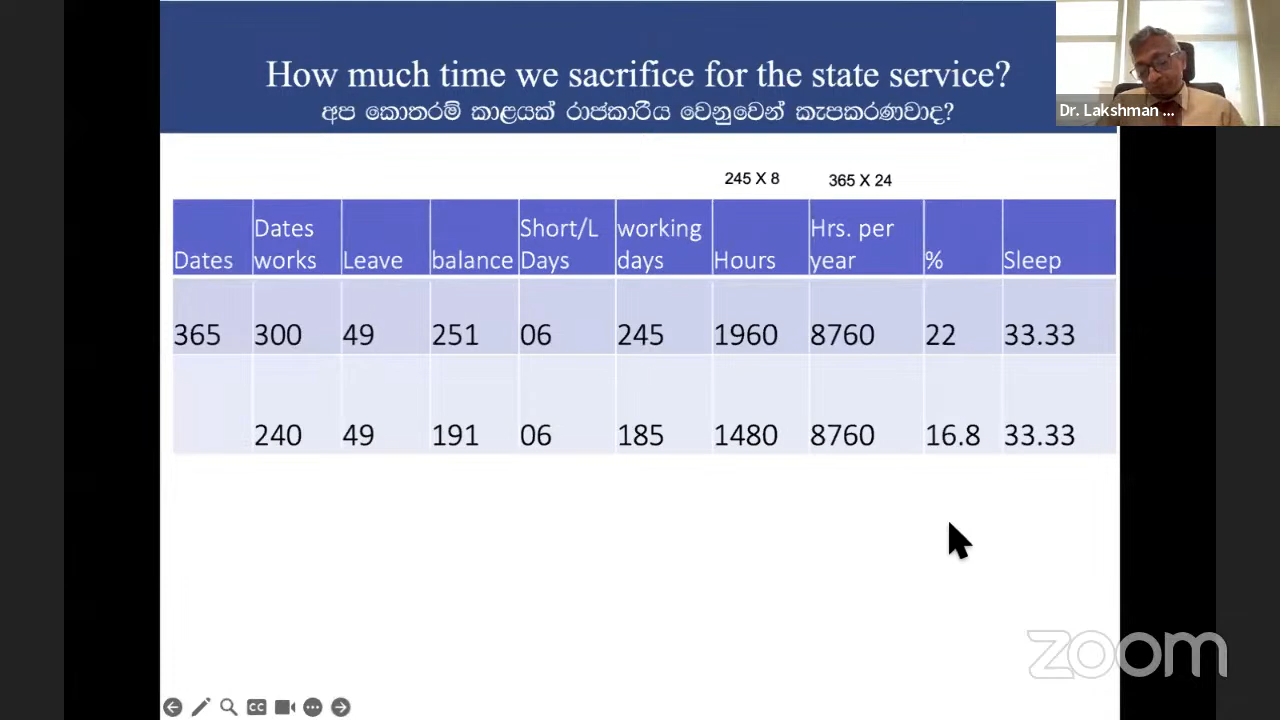 How much time we sacrifice for the state service?
අප කොතරම් කාළයක් රාජකාරිය වෙනුවෙන් කැපකරණවාද?
Dr. Lakshman ...
245 X 8
365 X 24
Dates
Dates works
Leave
balance
Short/L Days
working days
Hours
Hrs. per year
%
Sleep
365 300 49 251 06 245 1960 8760 22 33.33
240 49 191 06 185 1480 8760 16.8 33.33
zoom
CC